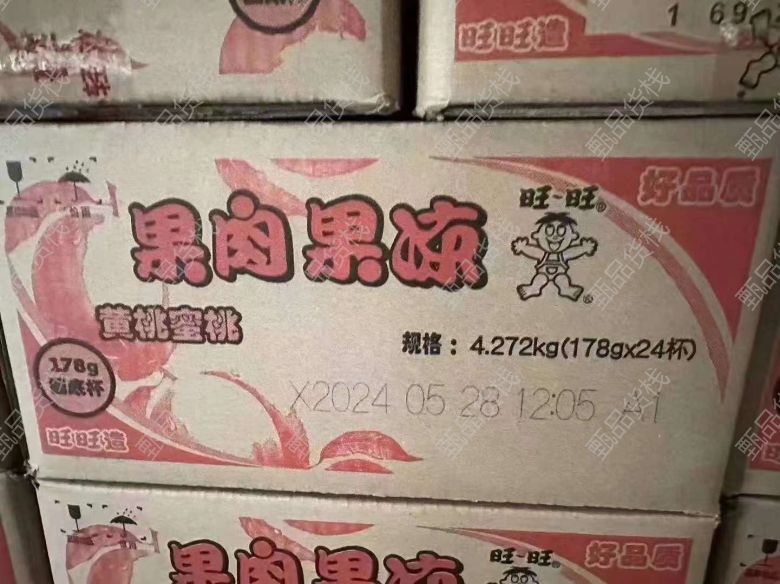 旺旺造
1 69
果肉果冻
旺-旺®
好品质
黄桃蜜桃
规格：4.272kg(178gx24杯)
178g
杯
旺旺造
X2024 05 28 12:05 A1
果肉果冻
旺-旺
好品质
甄品货栈